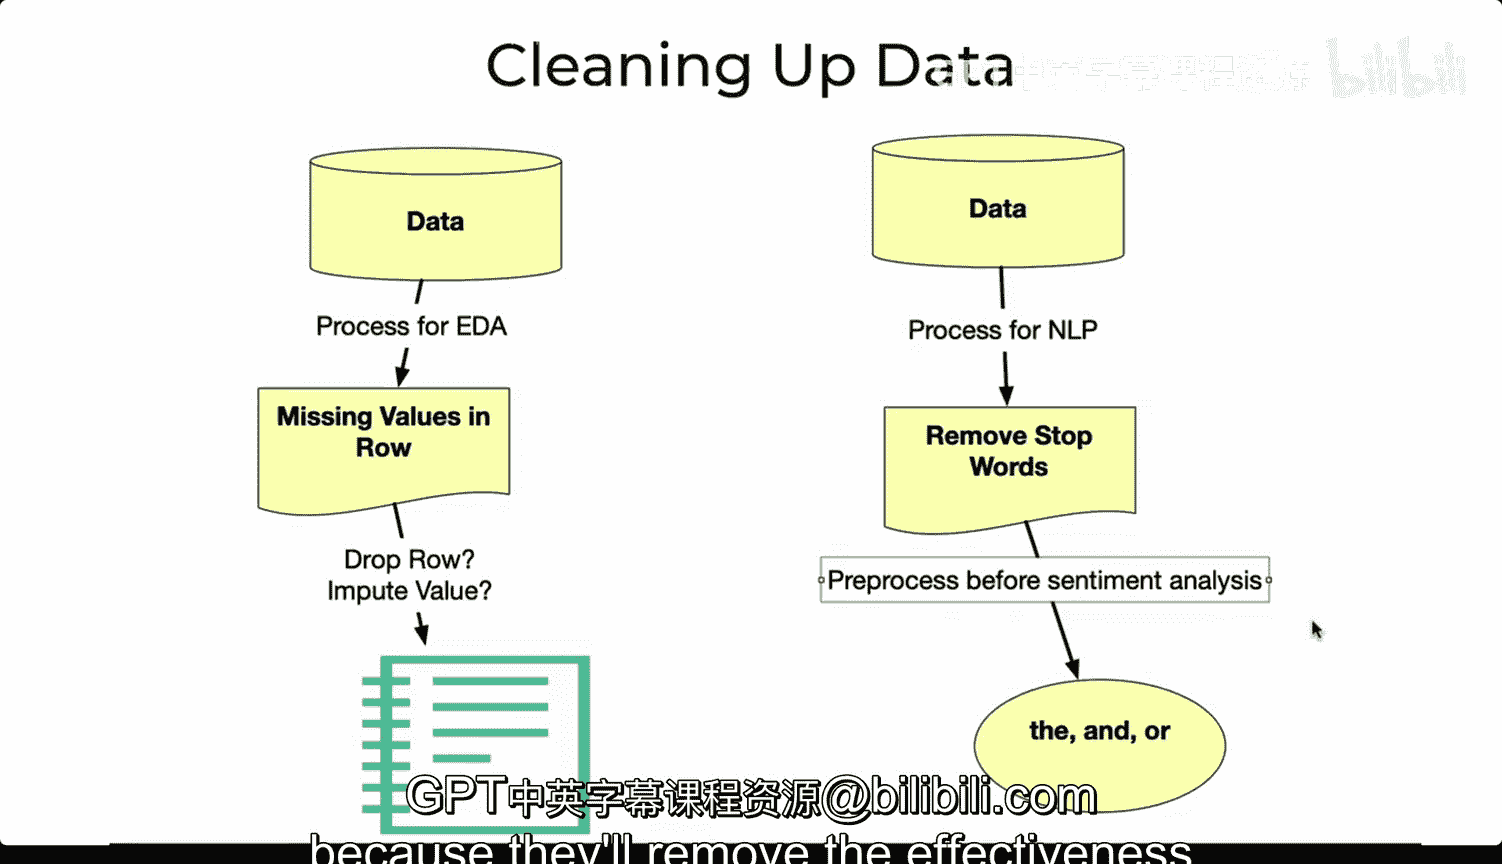 Cleaning Up Data
bilibili
Data
Process for EDA
Missing Values in
Row
Drop Row?
Impute Value?
Data
Process for NLP
Remove Stop
Words
Preprocess before sentiment analysis
the, and, or
GPT中英字幕课程资源@bilibili.com
because they'll remove the effectiveness